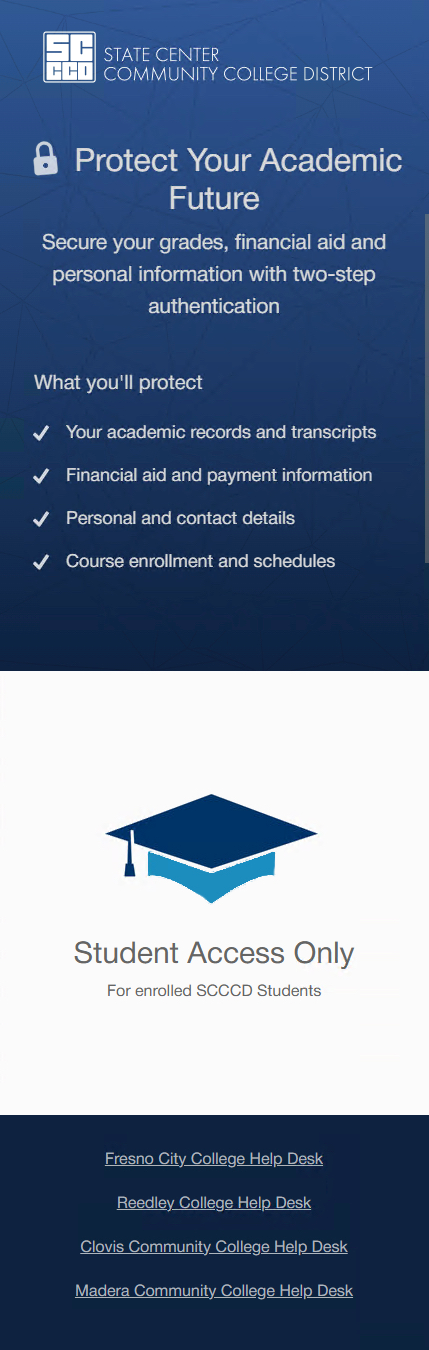 SC
CCD
STATE CENTER
COMMUNITY COLLEGE DISTRICT
Protect Your Academic
Future
Secure your grades, financial aid and
personal information with two-step
authentication
What you'll protect
Your academic records and transcripts
Financial aid and payment information
Personal and contact details
Course enrollment and schedules
Student Access Only
For enrolled SCCCD Students
Fresno City College Help Desk
Reedley College Help Desk
Clovis Community College Help Desk
Madera Community College Help Desk